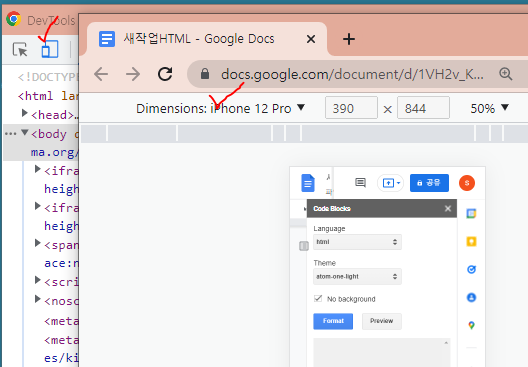 DevTools
새작업HTML - Google Docs
docs.google.com/document/d/1VH2v_K...
Dimensions: iPhone 12 Pro ▼ 390 × 844 50% ▼
<!DOCTYP
<html lan
▶<head>…
••• ▼<body c
ma.org/
▶<ifra
heigh
▶<ifra
heigh
▶<span
ace:n
▶<scri
▶<nosc
<meta
<meta
es/ki
공유
S
Code Blocks
Language
html
Theme
atom-one-light
No background
Format Preview